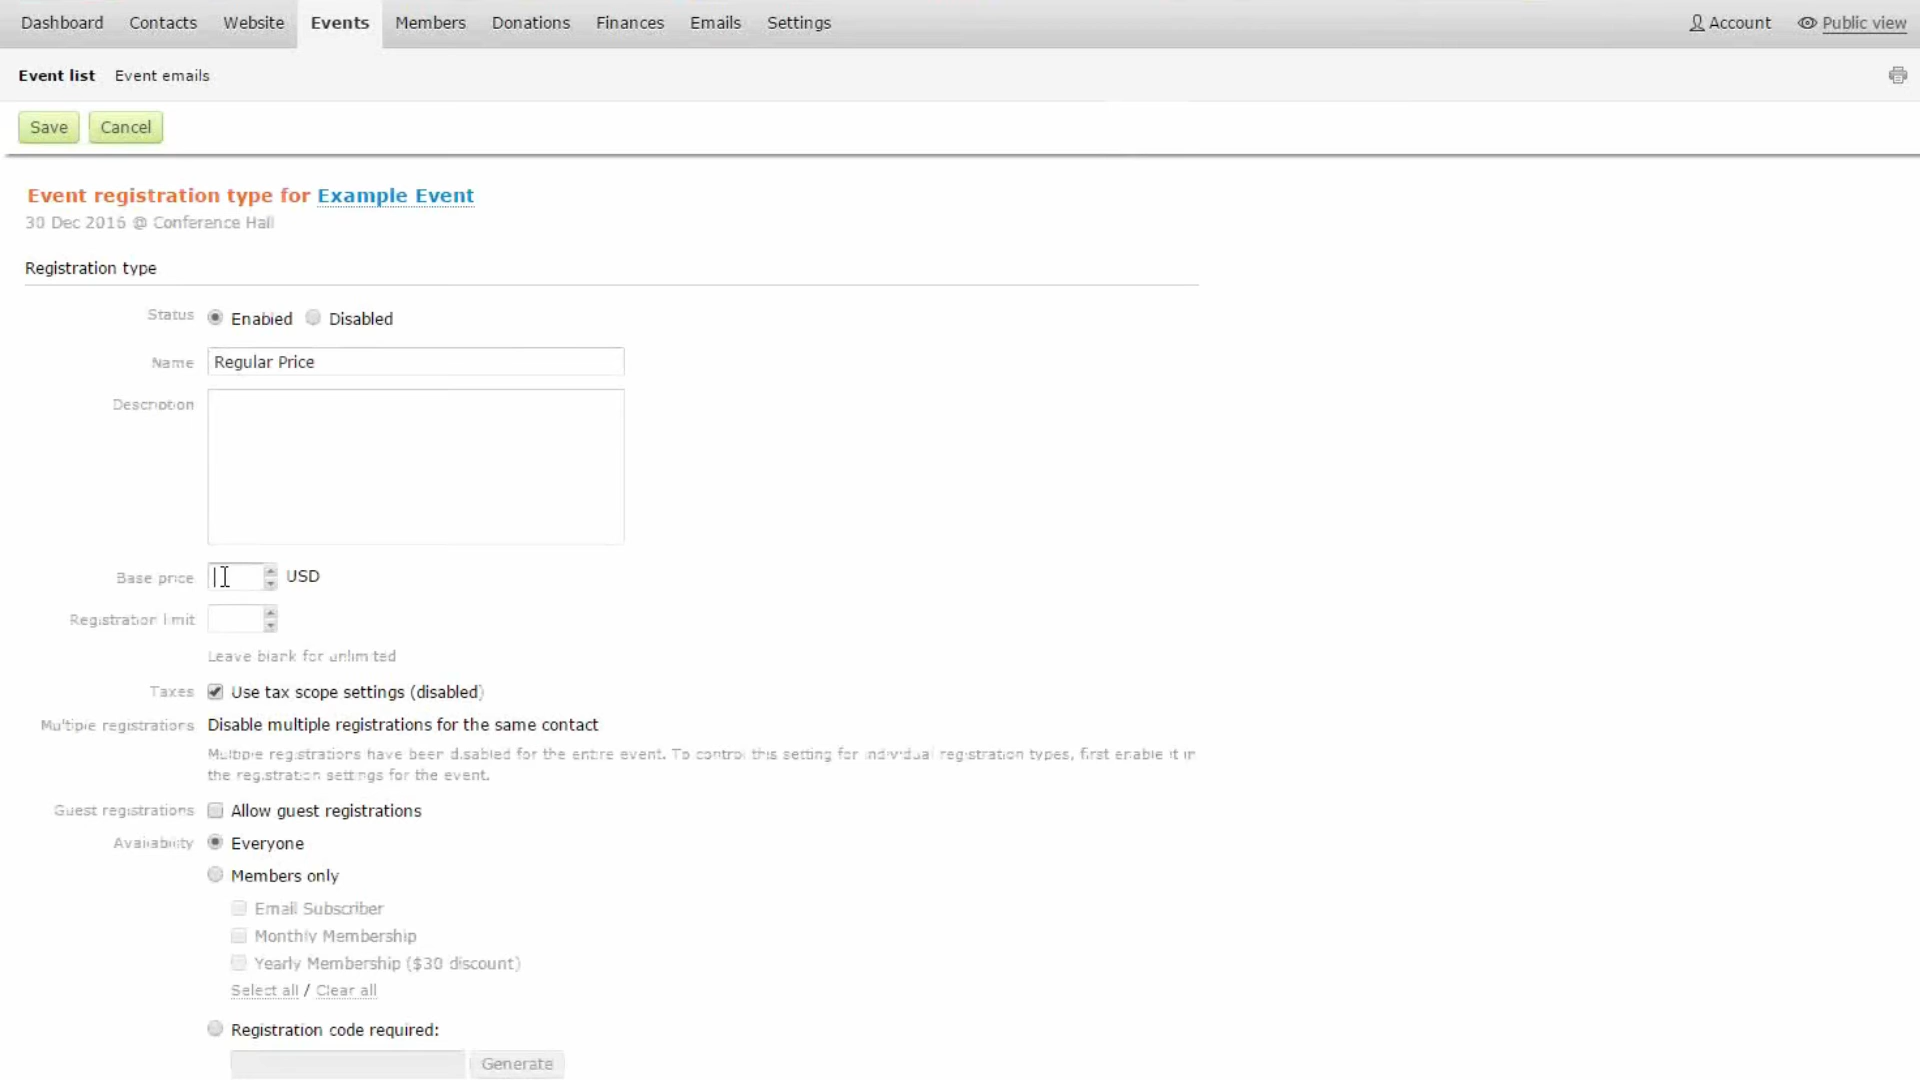 Dashboard Contacts Website Events Members Donations Finances Emails Settings Account Public view
Event list Event emails
Save Cancel
Event registration type for Example Event
30 Dec 2016 @ Conference Hall
Registration type
Status Enabled Disabled
Name Regular Price
Description
Base price USD
Registration limit
Leave blank for unlimited
Taxes Use tax scope settings (disabled)
Multiple registrations Disable multiple registrations for the same contact
Multiple registrations have been disabled for the entire event. To control this setting for individual registration types, first enable it in
the registration settings for the event.
Guest registrations Allow guest registrations
Availability Everyone
Members only
Email Subscriber
Monthly Membership
Yearly Membership ($30 discount)
Select all / Clear all
Registration code required:
Generate